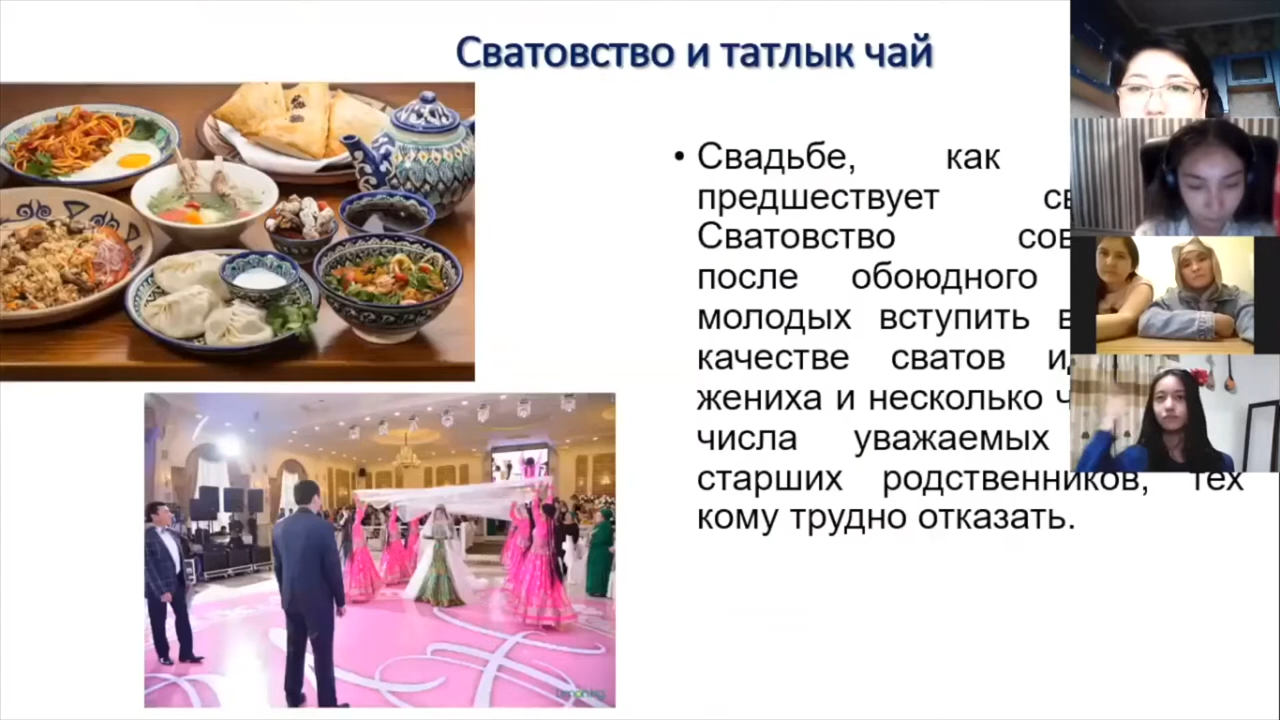 Сватовство и татлык чай
• Свадьбе, как
предшествует
Сватовство
после обоюдного
молодых вступить
качестве сватов
жениха и несколько
числа уважаемых
старших родственников, тех
кому трудно отказать.